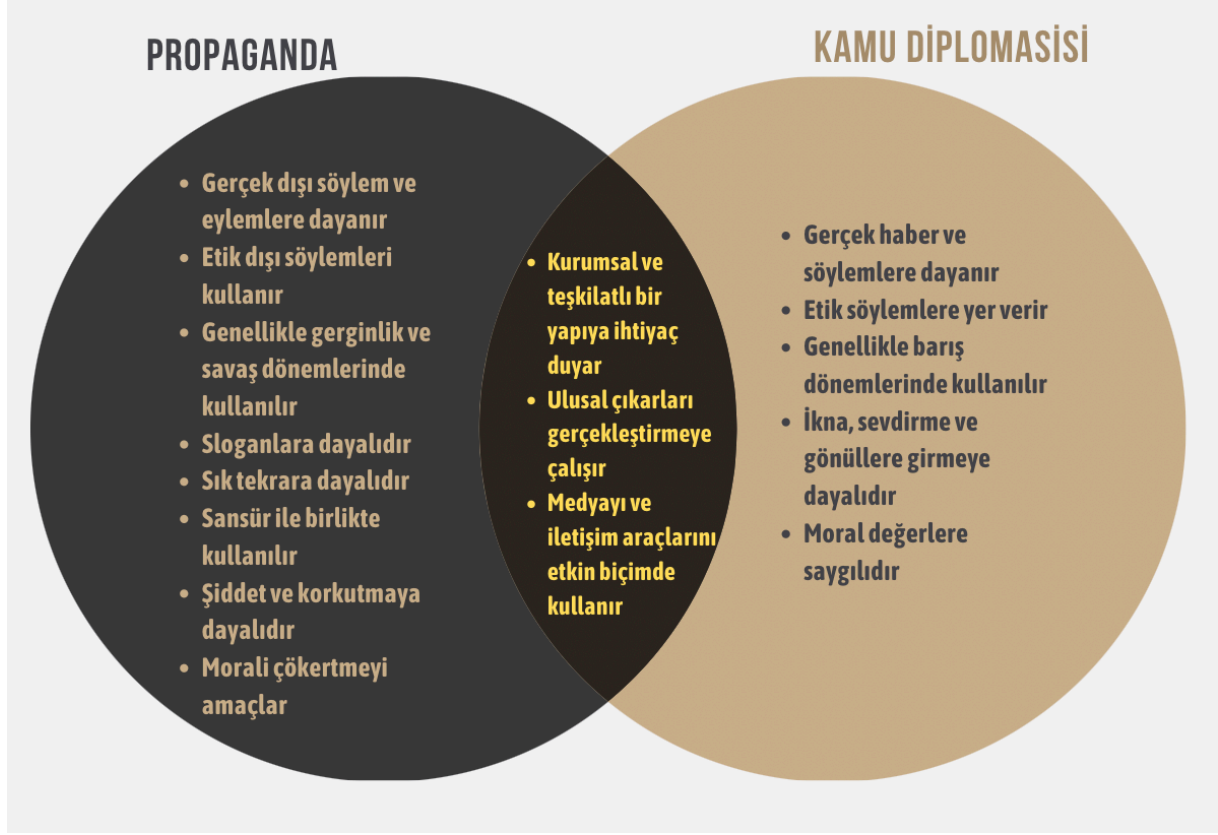 PROPAGANDA
• Gerçek dışı söylem ve
eylemlere dayanır
• Etik dışı söylemleri
kullanır
• Genellikle gerginlik ve
savaş dönemlerinde
kullanılır
• Sloganlara dayalıdır
• Sık tekrara dayalıdır
• Sansür ile birlikte
kullanılır
• Şiddet ve korkutmaya
dayalıdır
• Morali çökertmeyi
amaçlar
• Kurumsal ve
teşkilatlı bir
yapıya ihtiyaç
duyar
• Ulusal çıkarları
gerçekleştirmeye
çalışır
• Medyayı ve
iletişim araçlarını
etkin biçimde
kullanır
KAMU DİPLOMASİSİ
• Gerçek haber ve
söylemlere dayanır
• Etik söylemlere yer verir
• Genellikle barış
dönemlerinde kullanılır
• İkna, sevdirme ve
gönüllere girmeye
dayalıdır
• Moral değerlere
saygılıdır